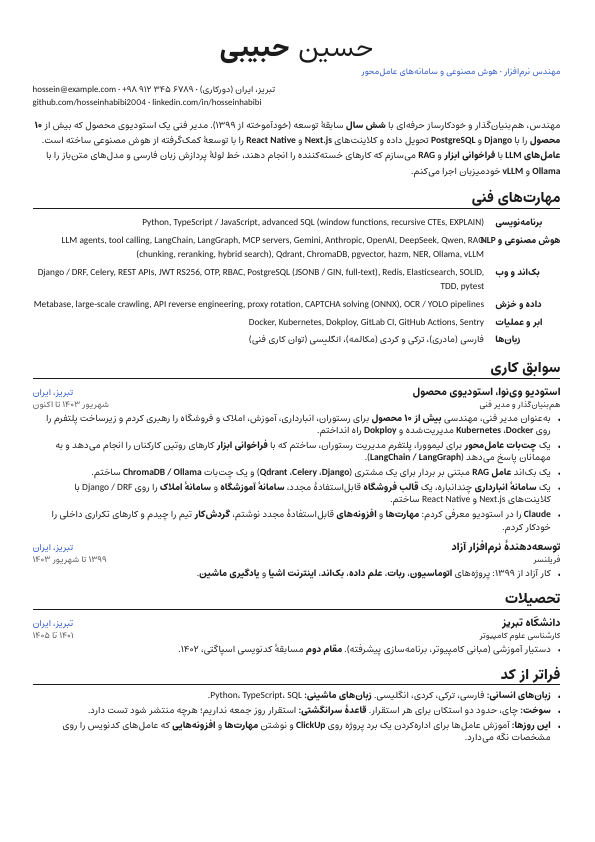 حسین حبیبی
مهندس نرم‌افزار · هوش مصنوعی و سامانه‌های عامل‌محور
تبریز، ایران (دورکاری) · ‎+۹۸ ۹۱۲ ۳۴۵ ۶۷۸۹ · hossein@example.com
github.com/hosseinhabibi2004 · linkedin.com/in/hosseinhabibi
مهندس، هم‌بنیان‌گذار و خودکارساز حرفه‌ای با شش سال سابقهٔ توسعه (خودآموخته از ۱۳۹۹). مدیر فنی یک استودیوی محصول که بیش از ۱۰
محصول را با Django و PostgreSQL تحویل داده و کلاینت‌های Next.js و React Native را با توسعهٔ کمک‌گرفته از هوش مصنوعی ساخته است.
عامل‌های LLM با فراخوانی ابزار و RAG می‌سازم که کارهای خسته‌کننده را انجام دهند، خط لولهٔ پردازش زبان فارسی و مدل‌های متن‌باز را با
Ollama و vLLM خودمیزبان اجرا می‌کنم.
مهارت‌های فنی
برنامه‌نویسی Python, TypeScript / JavaScript, advanced SQL (window functions, recursive CTEs, EXPLAIN)
هوش مصنوعی و NLP LLM agents, tool calling, LangChain, LangGraph, MCP servers, Gemini, Anthropic, OpenAI, DeepSeek, Qwen, RAG
(chunking, reranking, hybrid search), Qdrant, ChromaDB, pgvector, hazm, NER, Ollama, vLLM
بک‌اند و وب Django / DRF, Celery, REST APIs, JWT RS256, OTP, RBAC, PostgreSQL (JSONB / GIN, full-text), Redis, Elasticsearch, SOLID,
TDD, pytest
داده و خزش Metabase, large-scale crawling, API reverse engineering, proxy rotation, CAPTCHA solving (ONNX), OCR / YOLO pipelines
ابر و عملیات Docker, Kubernetes, Dokploy, GitLab CI, GitHub Actions, Sentry
زبان‌ها فارسی (مادری)، ترکی و کردی (مکالمه)، انگلیسی (توان کاری فنی)
سوابق کاری
استودیو وی‌نوا، استودیوی محصول تبریز، ایران
هم‌بنیان‌گذار و مدیر فنی شهریور ۱۴۰۳ تا اکنون
• به‌عنوان مدیر فنی، مهندسی بیش از ۱۰ محصول برای رستوران، انبارداری، آموزش، املاک و فروشگاه را رهبری کردم و زیرساخت پلتفرم را
روی Docker، Kubernetes مدیریت‌شده و Dokploy راه انداختم.
• یک چت‌بات عامل‌محور برای لیموورا، پلتفرم مدیریت رستوران، ساختم که با فراخوانی ابزار کارهای روتین کارکنان را انجام می‌دهد و به
مهمانان پاسخ می‌دهد (LangChain / LangGraph).
• یک بک‌اند عامل RAG مبتنی بر بردار برای یک مشتری (Django، Celery، Qdrant) و یک چت‌بات ChromaDB / Ollama ساختم.
• یک سامانهٔ انبارداری چندانباره، یک قالب فروشگاه قابل‌استفادهٔ مجدد، سامانهٔ آموزشگاه و سامانهٔ املاک را روی Django / DRF با
کلاینت‌های Next.js و React Native ساختم.
• Claude را در استودیو معرفی کردم: مهارت‌ها و افزونه‌های قابل‌استفادهٔ مجدد نوشتم، گردش‌کار تیم را چیدم و کارهای تکراری داخلی را
خودکار کردم.
توسعه‌دهندهٔ نرم‌افزار آزاد تبریز، ایران
فریلنسر ۱۳۹۹ تا شهریور ۱۴۰۳
• کار آزاد از ۱۳۹۹: پروژه‌های اتوماسیون، ربات، علم داده، بک‌اند، اینترنت اشیا و یادگیری ماشین.
تحصیلات
دانشگاه تبریز تبریز، ایران
کارشناسی علوم کامپیوتر ۱۴۰۱ تا ۱۴۰۵
• دستیار آموزشی (مبانی کامپیوتر، برنامه‌سازی پیشرفته). مقام دوم مسابقهٔ کدنویسی اسپاگتی، ۱۴۰۲.
فراتر از کد
• زبان‌های انسانی: فارسی، ترکی، کردی، انگلیسی. زبان‌های ماشینی: Python، TypeScript، SQL.
• سوخت: چای، حدود دو استکان برای هر استقرار. قاعدهٔ سرانگشتی: استقرار روز جمعه نداریم؛ هرچه منتشر شود تست دارد.
• این روزها: آموزش عامل‌ها برای اداره‌کردن یک برد پروژه روی ClickUp و نوشتن مهارت‌ها و افزونه‌هایی که عامل‌های کدنویس را روی
مشخصات نگه می‌دارد.